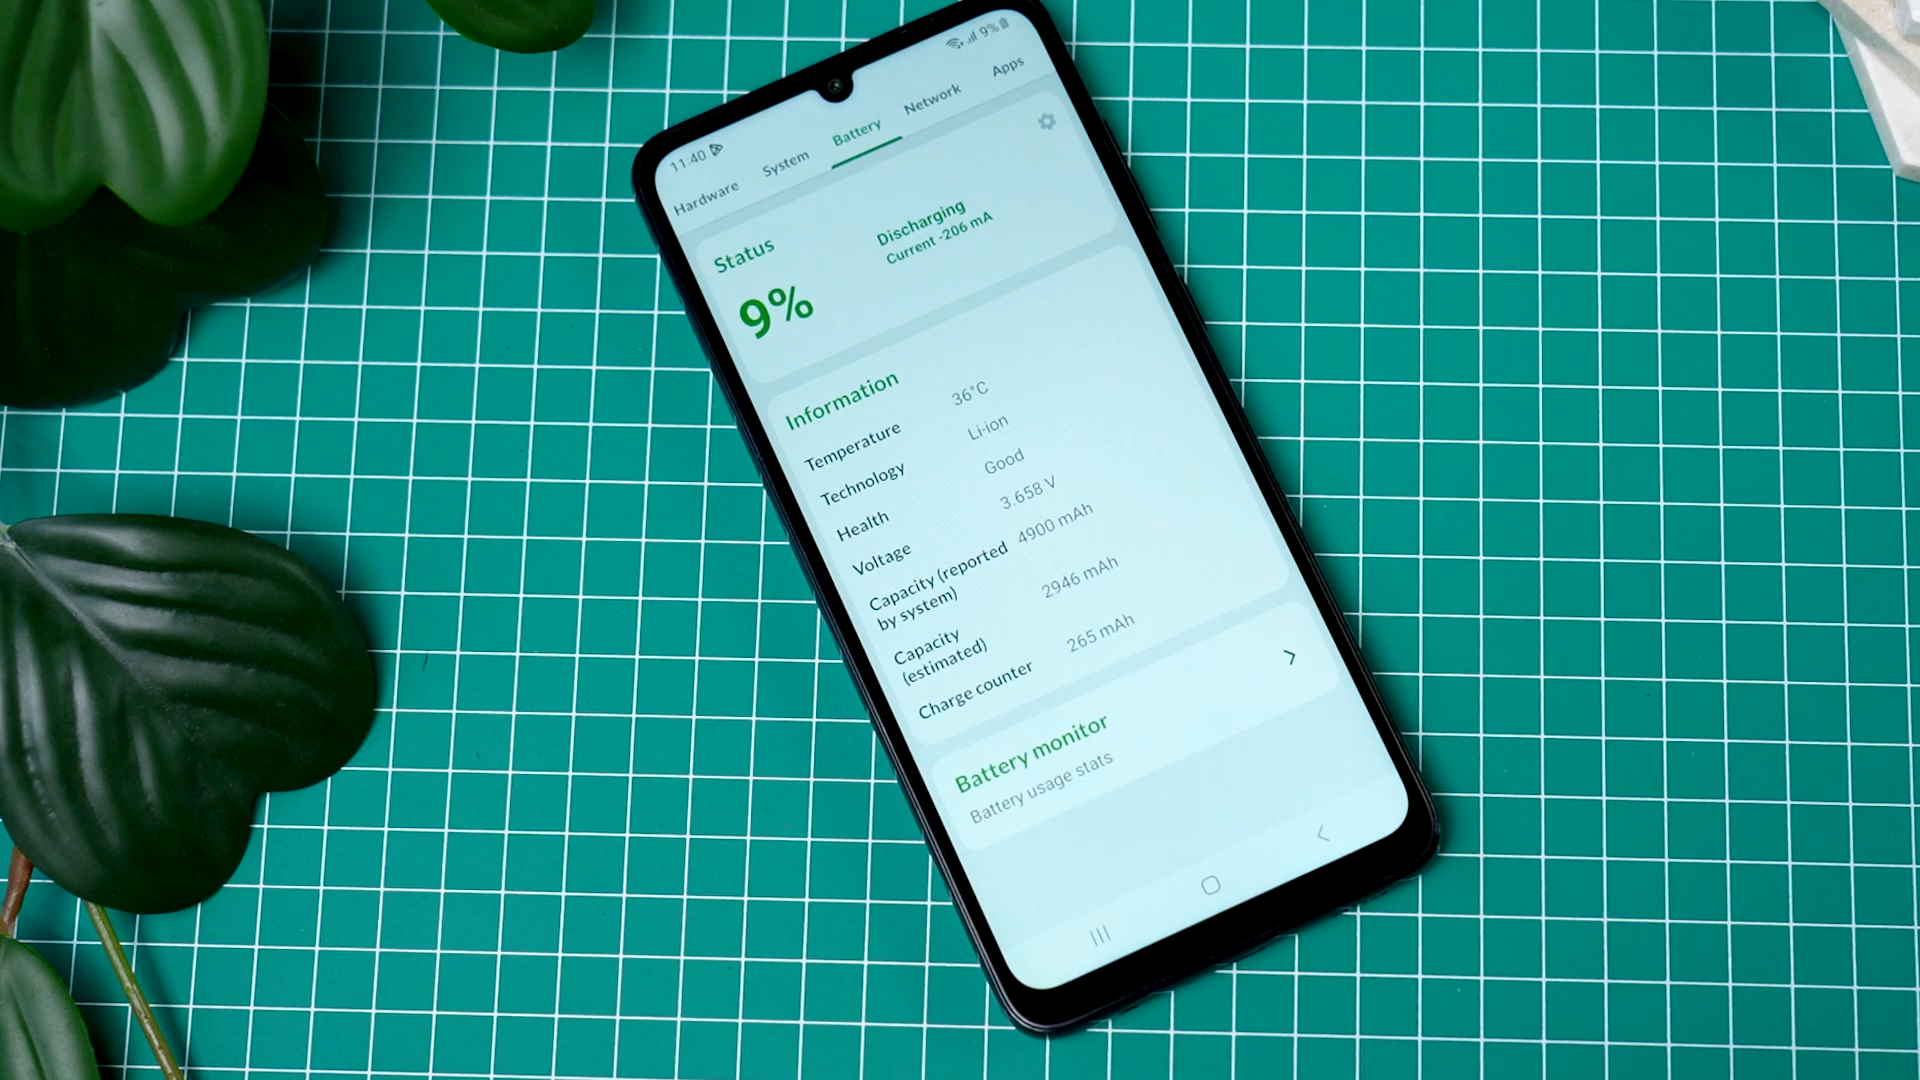 11:40 9%
Hardware System Battery Network Apps
Status
9%
Discharging
Current -206 mA
Information
Temperature 36°C
Technology Li-ion
Health Good
Voltage 3.658 V
Capacity (reported 4900 mAh
by system)
Capacity 2946 mAh
(estimated)
Charge counter 265 mAh
Battery monitor
Battery usage stats